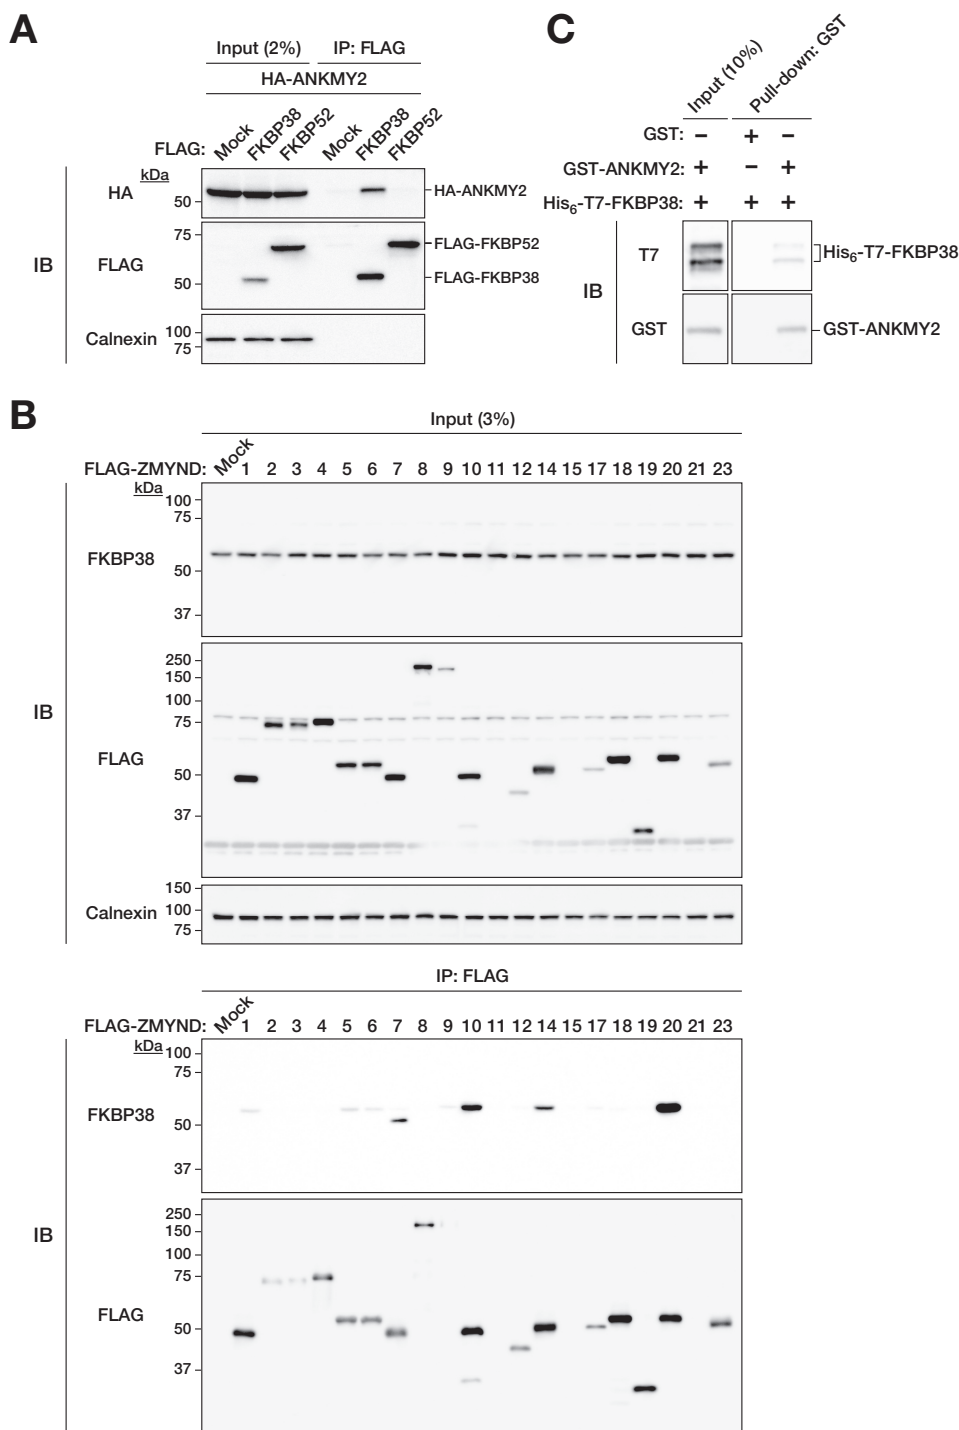 A
Input (2%) IP: FLAG
HA-ANKMY2
FLAG: Mock FKBP38 FKBP52 Mock FKBP38 FKBP52
kDa
IB
HA
50
HA-ANKMY2
FLAG
75
50
FLAG-FKBP52
FLAG-FKBP38
Calnexin
100
75
C
Input (10%) Pull-down: GST
GST: – + –
GST-ANKMY2: + – +
His6-T7-FKBP38: + + +
IB
T7
His6-T7-FKBP38
GST
GST-ANKMY2
B
Input (3%)
FLAG-ZMYND: Mock 1 2 3 4 5 6 7 8 9 10 11 12 14 15 17 18 19 20 21 23
kDa
IB
FKBP38
100
75
50
37
FLAG
250
150
100
75
50
37
Calnexin
150
100
75
IP: FLAG
FLAG-ZMYND: Mock 1 2 3 4 5 6 7 8 9 10 11 12 14 15 17 18 19 20 21 23
kDa
IB
FKBP38
100
75
50
37
FLAG
250
150
100
75
50
37